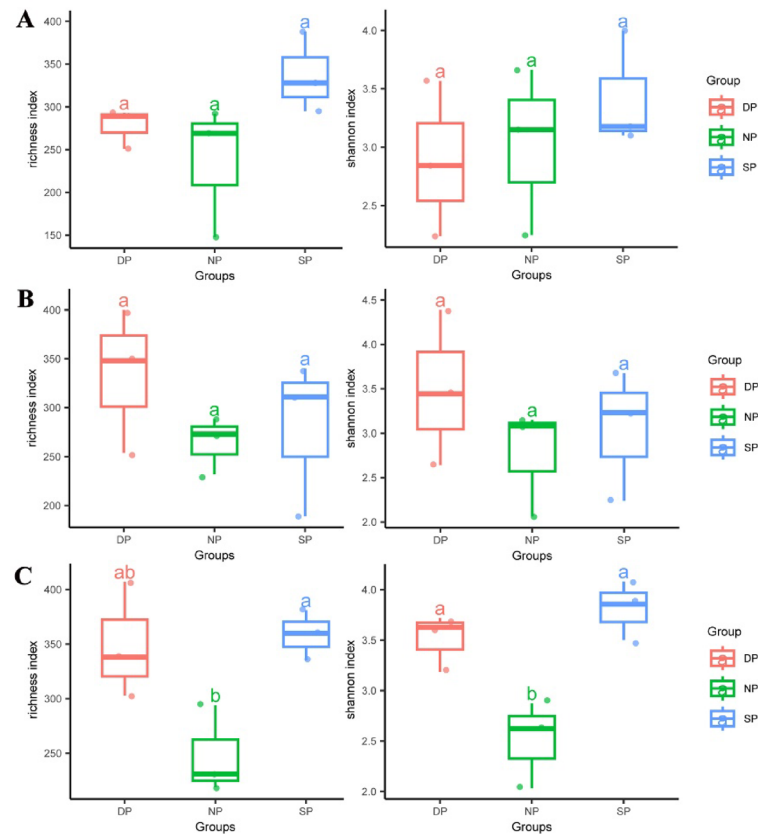 A
richness index
400
350
300
250
200
150
a
a
a
DP
NP
SP
Groups
shannon index
4.0
3.5
3.0
2.5
a
a
a
DP
NP
SP
Groups
Group
a DP
a NP
a SP
B
richness index
400
350
300
250
200
a
a
a
DP
NP
SP
Groups
shannon index
4.5
4.0
3.5
3.0
2.5
2.0
a
a
a
DP
NP
SP
Groups
Group
a DP
a NP
a SP
C
richness index
400
350
300
250
ab
b
a
DP
NP
SP
Groups
shannon index
4.0
3.5
3.0
2.5
2.0
a
b
a
DP
NP
SP
Groups
Group
a DP
a NP
a SP